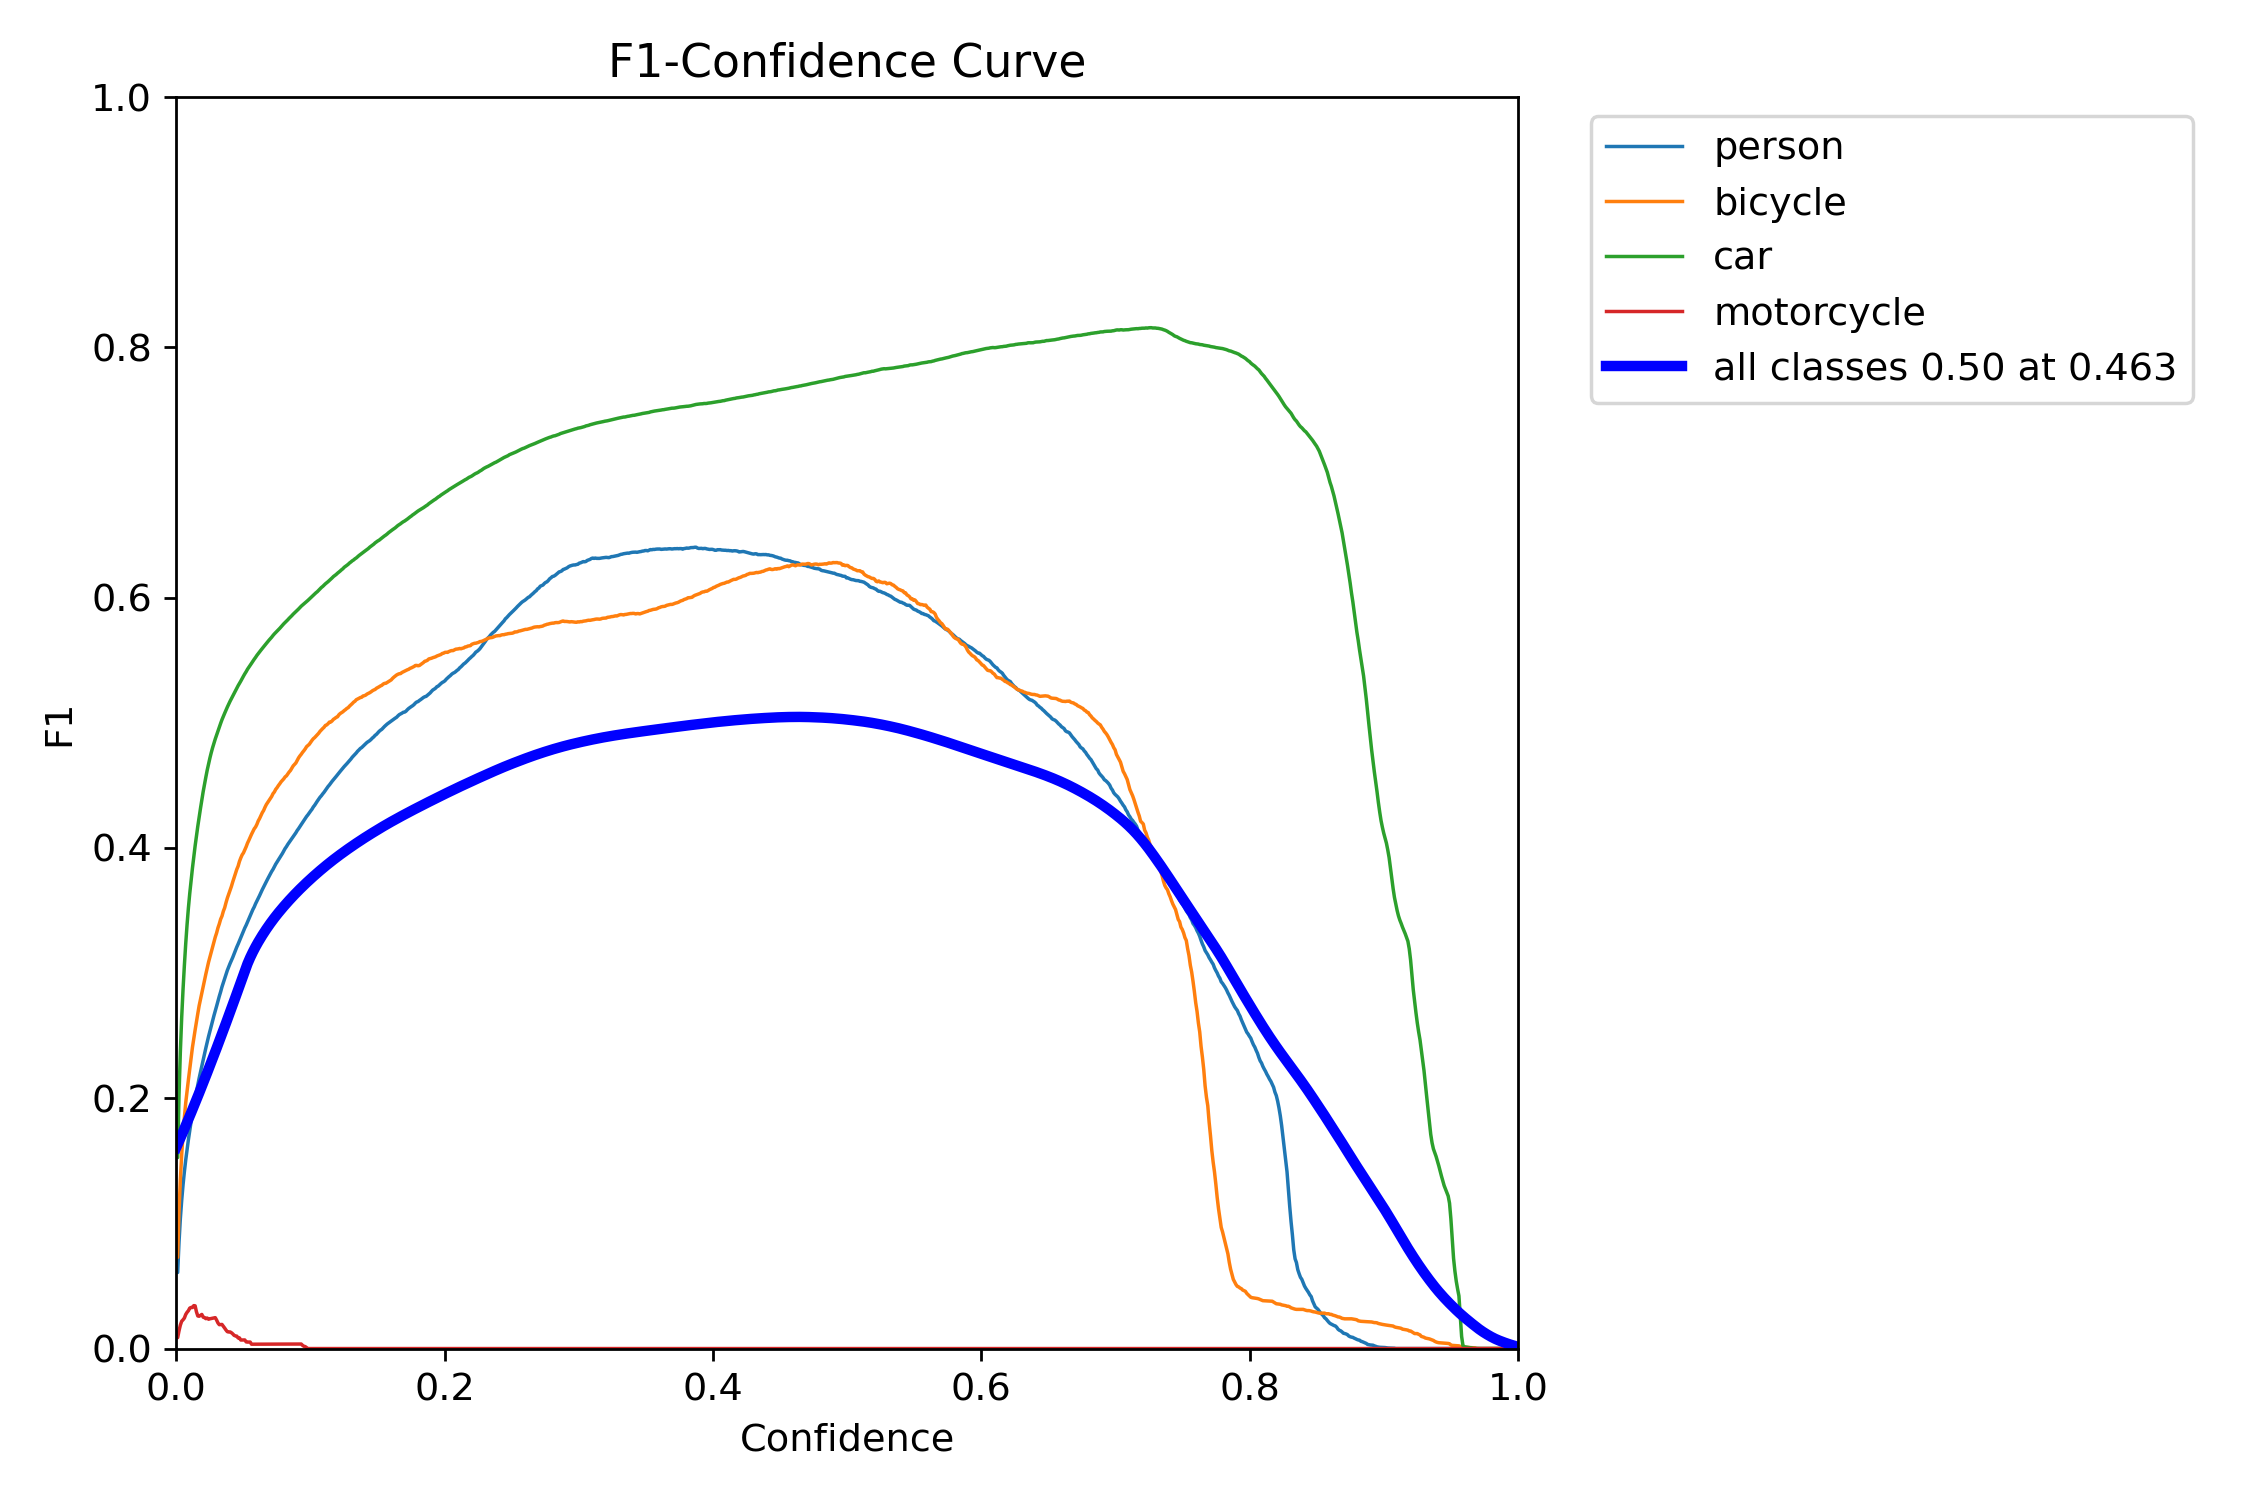 F1-Confidence Curve
1.0
0.8
0.6
0.4
0.2
0.0
F1
0.0 0.2 0.4 0.6 0.8 1.0
Confidence
person
bicycle
car
motorcycle
all classes 0.50 at 0.463